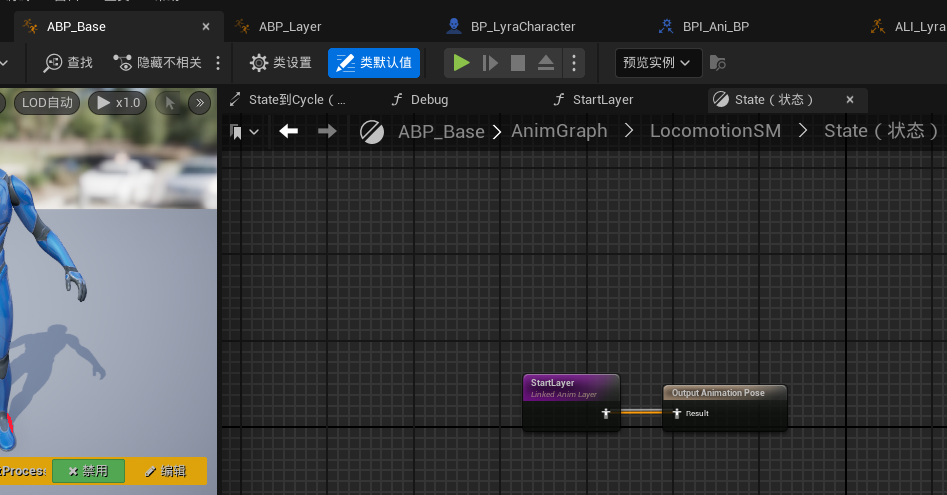 ABP_Base
ABP_Layer
BP_LyraCharacter
BPI_Ani_BP
ALI_Lyra
查找
隐藏不相关
类设置
类默认值
预览实例
LOD自动
x1.0
State到Cycle（...
Debug
StartLayer
State（状态）
ABP_Base > AnimGraph > LocomotionSM > State（状态）
StartLayer
Linked Anim Layer
Output Animation Pose
Result
tProces
禁用
编辑